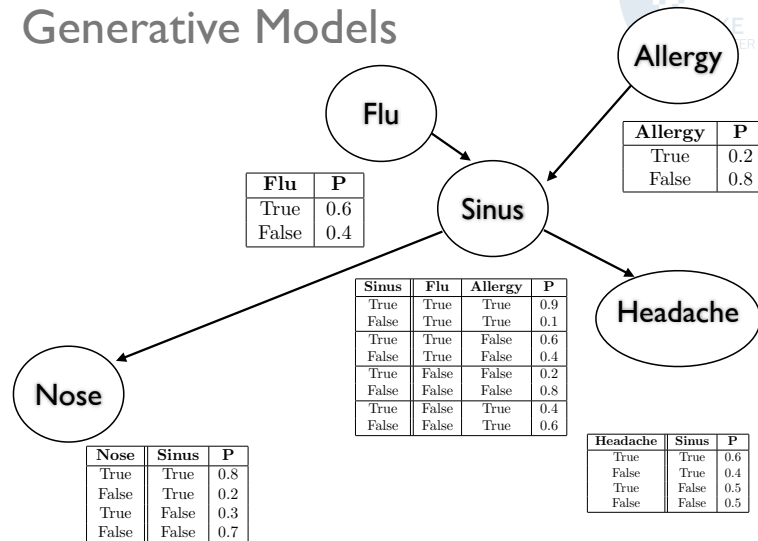 Generative Models
KE
ER
Allergy
Flu
Allergy P
True 0.2
False 0.8
Flu P
True 0.6
False 0.4
Sinus
Sinus Flu Allergy P
True True True 0.9
False True True 0.1
True True False 0.6
False True False 0.4
True False False 0.2
False False False 0.8
True False True 0.4
False False True 0.6
Headache
Nose
Headache Sinus P
True True 0.6
False True 0.4
True False 0.5
False False 0.5
Nose Sinus P
True True 0.8
False True 0.2
True False 0.3
False False 0.7